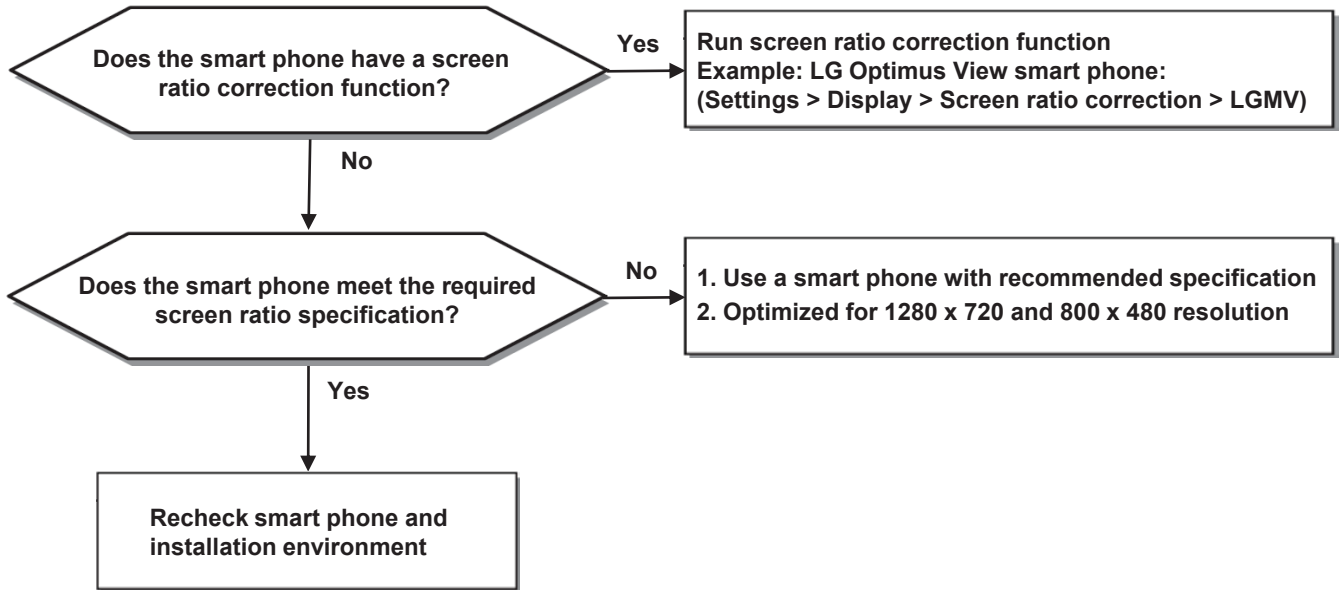 Does the smart phone have a screen
ratio correction function?
Yes
Run screen ratio correction function
Example: LG Optimus View smart phone:
(Settings > Display > Screen ratio correction > LGMV)
No
Does the smart phone meet the required
screen ratio specification?
No
1. Use a smart phone with recommended specification
2. Optimized for 1280 x 720 and 800 x 480 resolution
Yes
Recheck smart phone and
installation environment